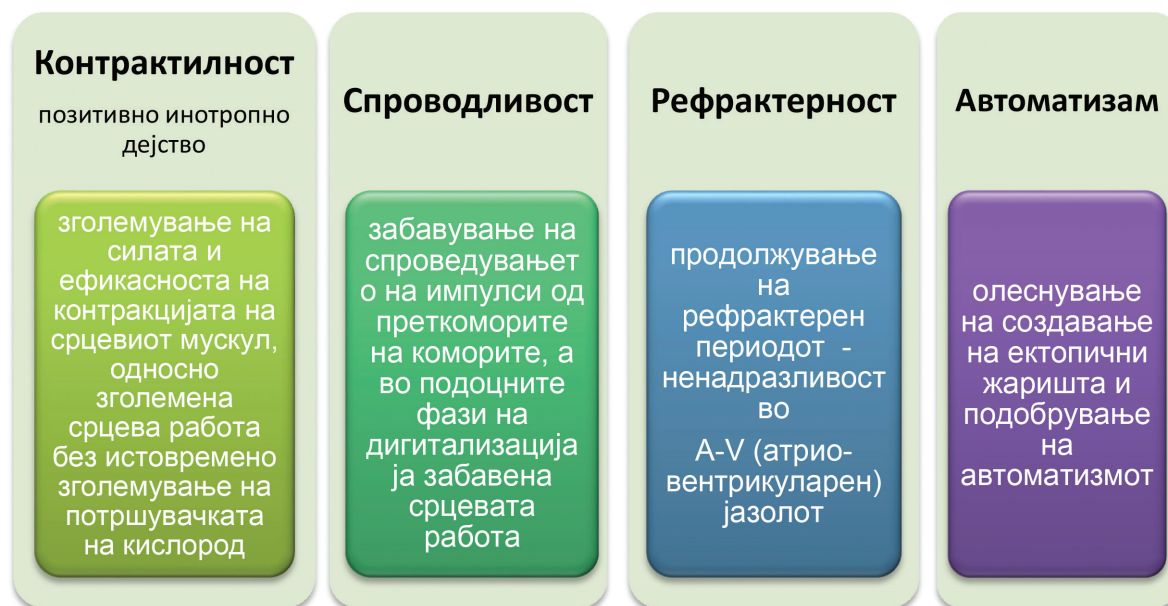 Контрактилност
позитивно инотропно
дејство
зголемување на
силата и
ефикасноста на
контракцијата на
срцевиот мускул,
односно
зголемена
срцева работа
без истовремено
зголемување на
потршувачката
на кислород
Спроводливост
забавување на
спроведувањет
о на импулси од
преткоморите
на коморите, а
во подоцните
фази на
дигитализација
ја забавена
срцевата
работа
Рефрактерност
продолжување
на
рефрактерен
периодот -
ненадразливост
во
A-V (атрио-
вентрикуларен)
јазолот
Автоматизам
олеснување
на создавање
на ектопични
жаришта и
подобрување
на
автоматизмот